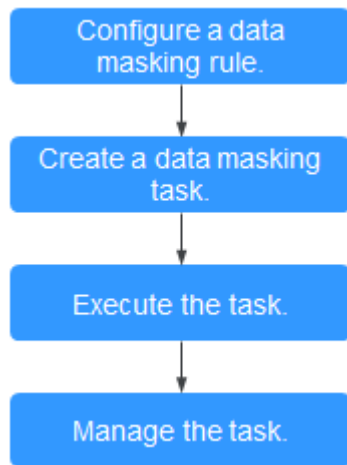 Configure a data
masking rule.
Create a data masking
task.
Execute the task.
Manage the task.